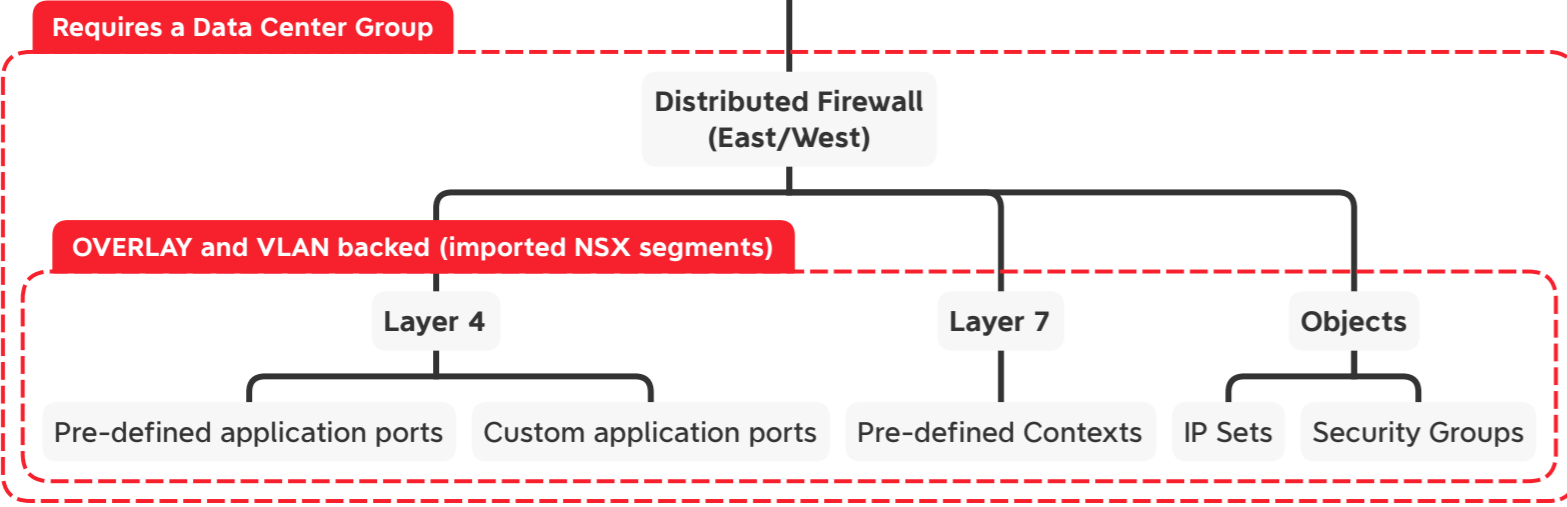 Requires a Data Center Group
Distributed Firewall
(East/West)
OVERLAY and VLAN backed (imported NSX segments)
Layer 4
Layer 7
Objects
Pre-defined application ports
Custom application ports
Pre-defined Contexts
IP Sets
Security Groups